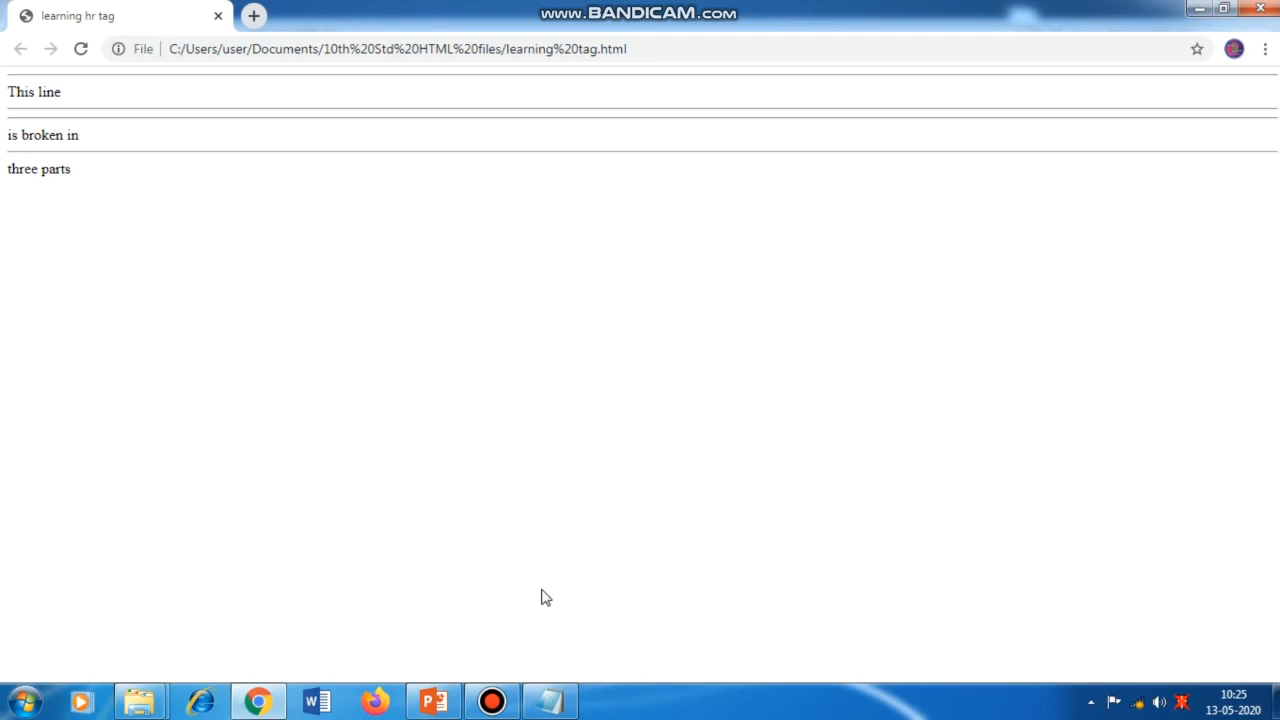 learning hr tag
www.BANDICAM.com
File C:/Users/user/Documents/10th%20Std%20HTML%20files/learning%20tag.html
This line
is broken in
three parts
10:25
13-05-2020